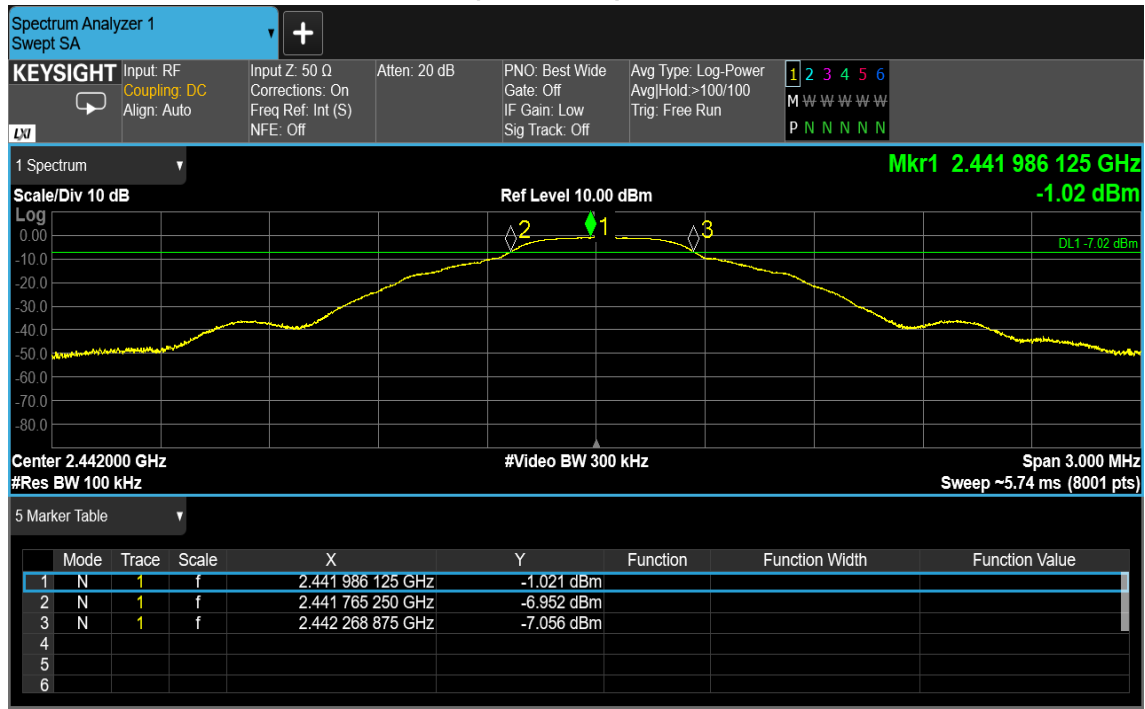 Spectrum Analyzer 1
Swept SA
KEYSIGHT
LXI
Input: RF
Coupling: DC
Align: Auto
Input Z: 50 Ω
Corrections: On
Freq Ref: Int (S)
NFE: Off
Atten: 20 dB
PNO: Best Wide
Gate: Off
IF Gain: Low
Sig Track: Off
Avg Type: Log-Power
Avg|Hold:>100/100
Trig: Free Run
1 2 3 4 5 6
M W W W W W
P N N N N N
1 Spectrum
Mkr1 2.441 986 125 GHz
Scale/Div 10 dB
Ref Level 10.00 dBm
-1.02 dBm
Log
2
1
3
0.00
DL1 -7.02 dBm
-10.0
-20.0
-30.0
-40.0
-50.0
-60.0
-70.0
-80.0
Center 2.442000 GHz
#Video BW 300 kHz
Span 3.000 MHz
#Res BW 100 kHz
Sweep ~5.74 ms (8001 pts)
5 Marker Table
Mode Trace Scale X Y Function Function Width Function Value
1 N 1 f 2.441 986 125 GHz -1.021 dBm
2 N 1 f 2.441 765 250 GHz -6.952 dBm
3 N 1 f 2.442 268 875 GHz -7.056 dBm
4
5
6